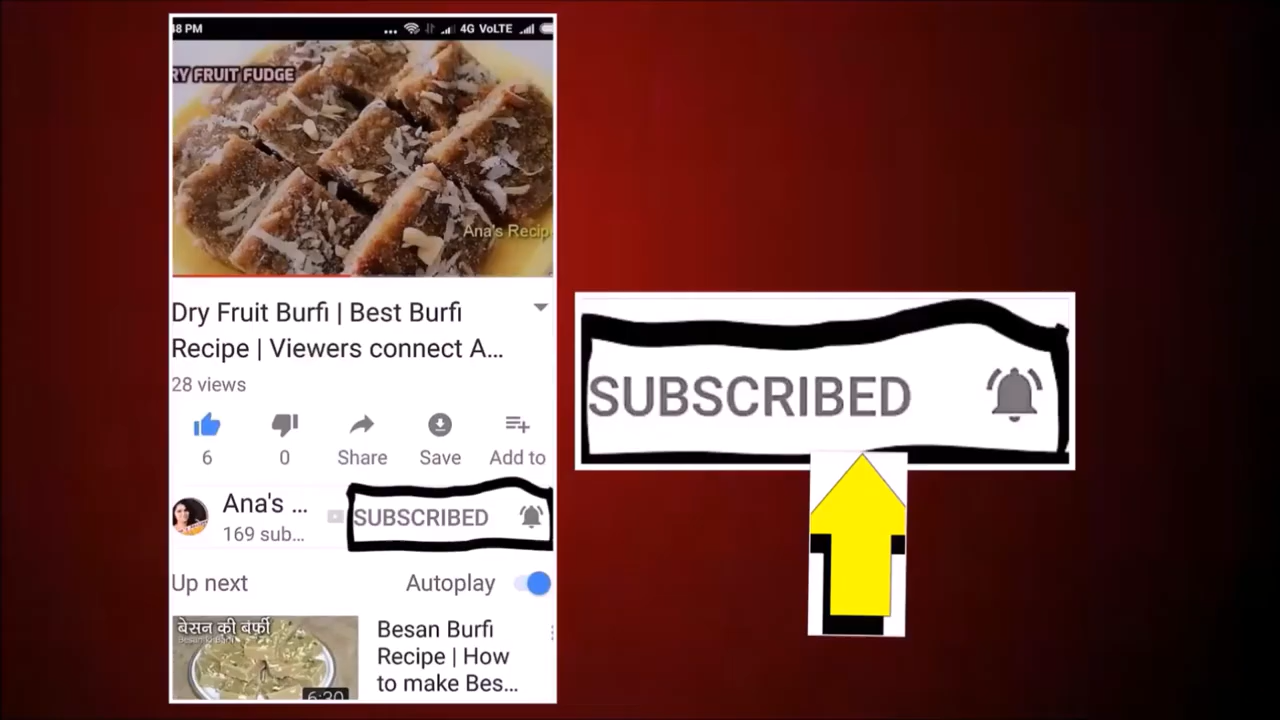 48 PM ... 4G VoLTE
RY FRUIT FUDGE
Ana's Recip
Dry Fruit Burfi | Best Burfi
Recipe | Viewers connect A...
28 views
6 0 Share Save Add to
Ana's ...
169 sub...
SUBSCRIBED
Up next Autoplay
बेसन की बर्फी
6:30
Besan Burfi
Recipe | How
to make Bes...
SUBSCRIBED